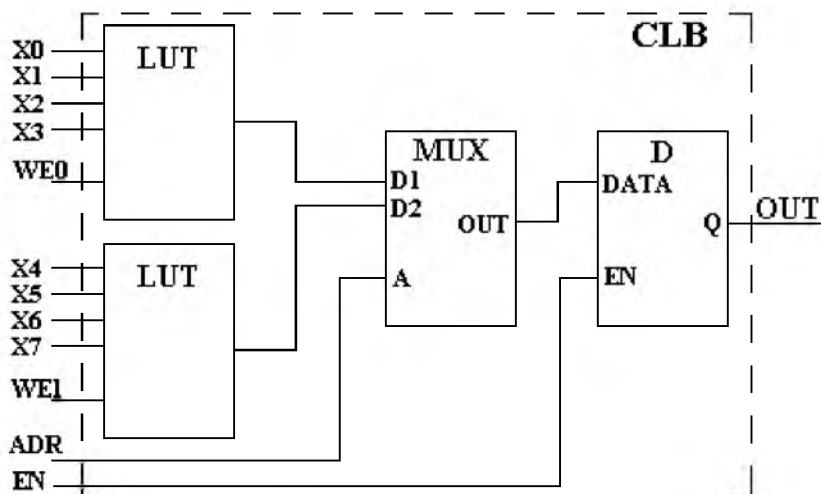 CLB
X0
X1
X2
X3
WE0
LUT
MUX
D1
D2
OUT
A
D
DATA
Q
EN
OUT
X4
X5
X6
X7
WE1
LUT
ADR
EN